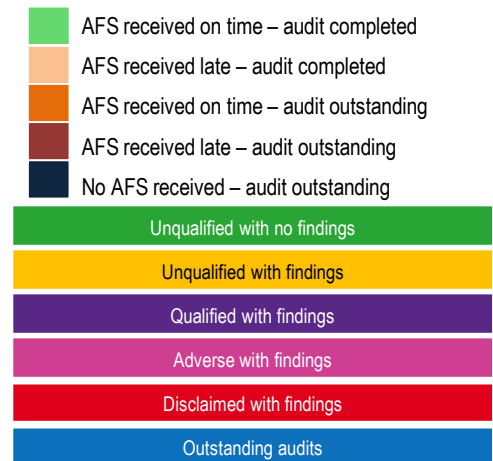 AFS received on time – audit completed
AFS received late – audit completed
AFS received on time – audit outstanding
AFS received late – audit outstanding
No AFS received – audit outstanding
Unqualified with no findings
Unqualified with findings
Qualified with findings
Adverse with findings
Disclaimed with findings
Outstanding audits